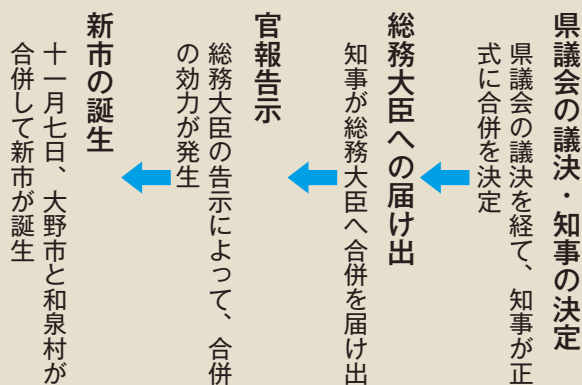 県議会の議決・知事の決定
県議会の議決を経て、知事が正
式に合併を決定
総務大臣への届け出
知事が総務大臣へ合併を届け出
官報告示
総務大臣の告示によって、合併
の効力が発生
新市の誕生
十一月七日、大野市と和泉村が
合併して新市が誕生